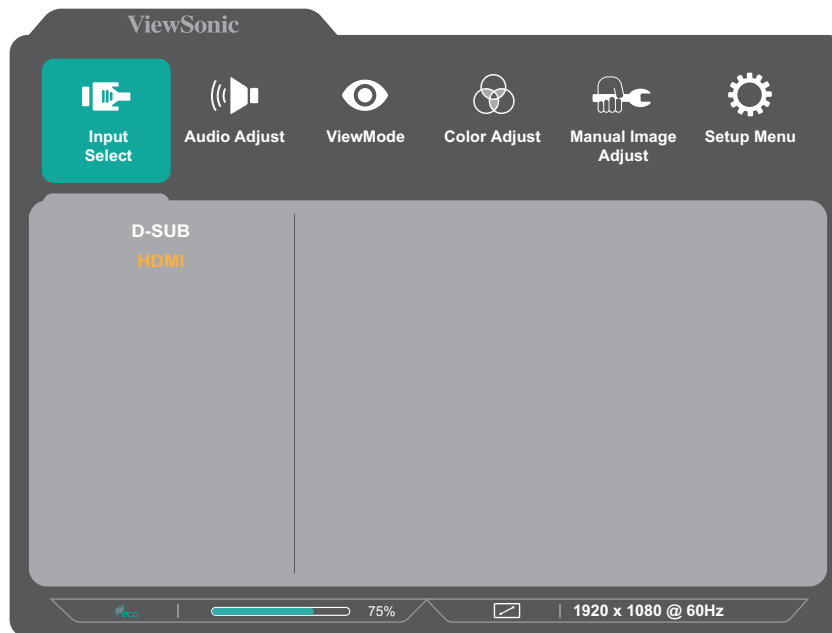 ViewSonic
Input
Select
Audio Adjust
ViewMode
Color Adjust
Manual Image
Adjust
Setup Menu
D-SUB
HDMI
eco
75%
1920 x 1080 @ 60Hz